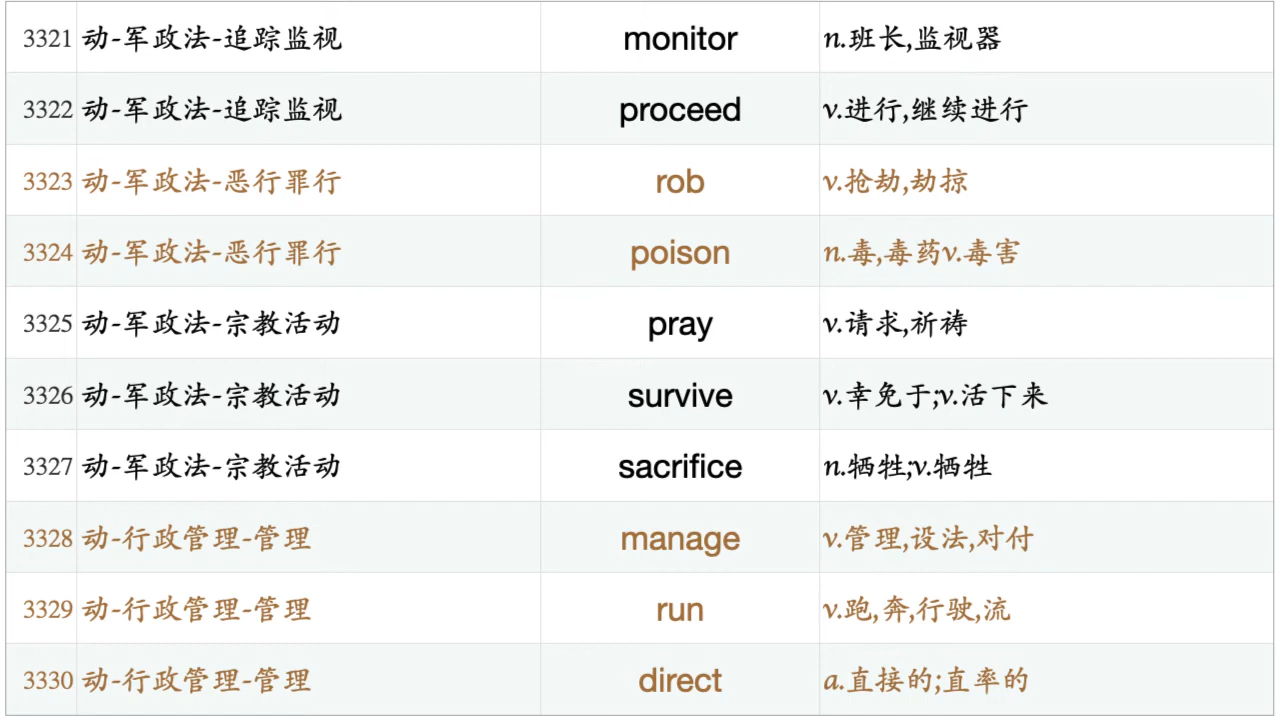 3321 动-军政法-追踪监视 monitor n.班长,监视器
3322 动-军政法-追踪监视 proceed v.进行,继续进行
3323 动-军政法-恶行罪行 rob v.抢劫,劫掠
3324 动-军政法-恶行罪行 poison n.毒,毒药v.毒害
3325 动-军政法-宗教活动 pray v.请求,祈祷
3326 动-军政法-宗教活动 survive v.幸免于;v.活下来
3327 动-军政法-宗教活动 sacrifice n.牺牲;v.牺牲
3328 动-行政管理-管理 manage v.管理,设法,对付
3329 动-行政管理-管理 run v.跑,奔,行驶,流
3330 动-行政管理-管理 direct a.直接的;直率的